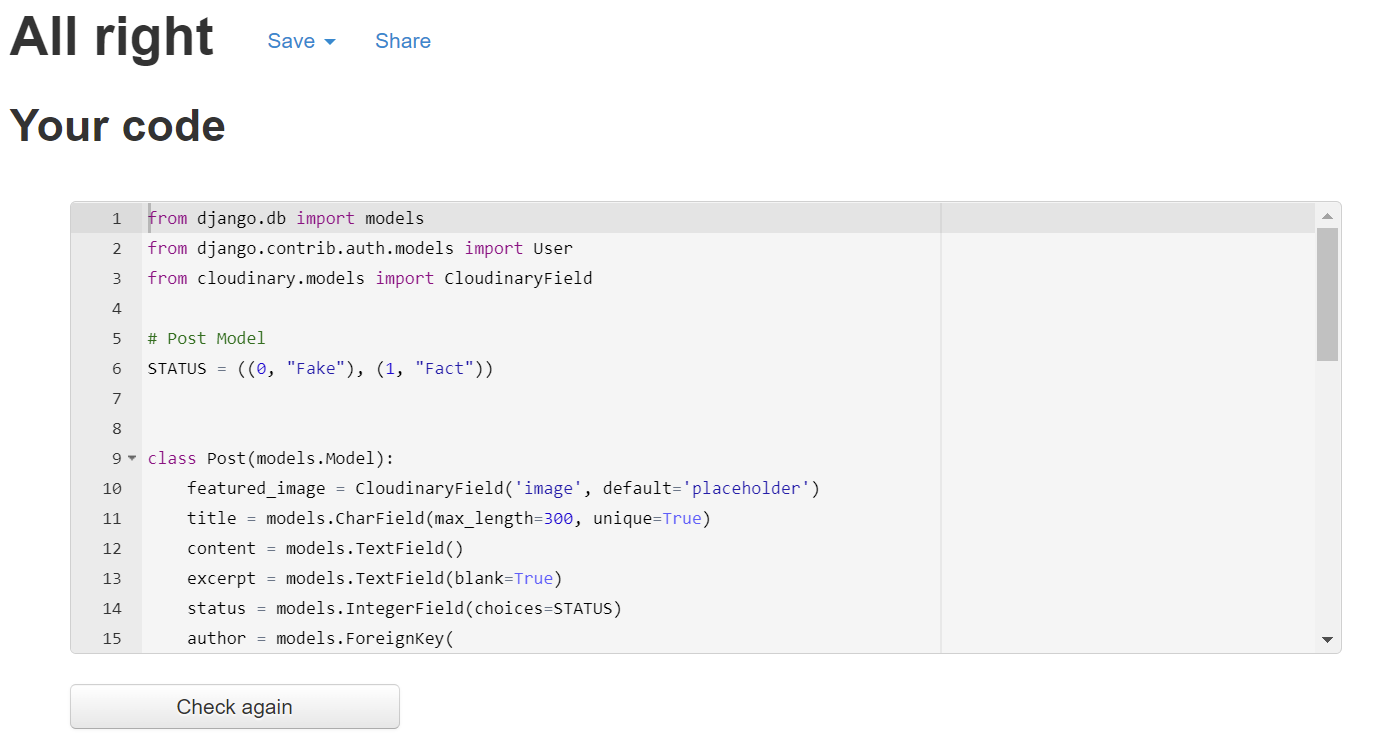 All right Save Share
Your code
1 from django.db import models
2 from django.contrib.auth.models import User
3 from cloudinary.models import CloudinaryField
4
5 # Post Model
6 STATUS = ((0, "Fake"), (1, "Fact"))
7
8
9 class Post(models.Model):
10     featured_image = CloudinaryField('image', default='placeholder')
11     title = models.CharField(max_length=300, unique=True)
12     content = models.TextField()
13     excerpt = models.TextField(blank=True)
14     status = models.IntegerField(choices=STATUS)
15     author = models.ForeignKey(
Check again